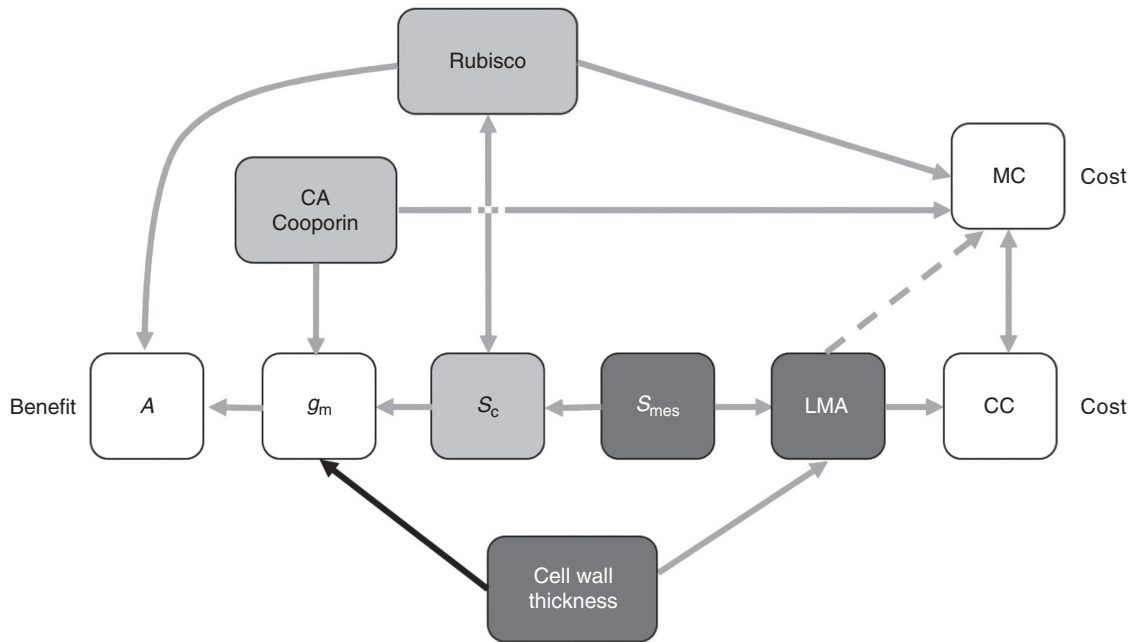 Rubisco
CA
Cooporin
MC
Cost
Benefit
A
gm
Sc
Smes
LMA
CC
Cost
Cell wall
thickness